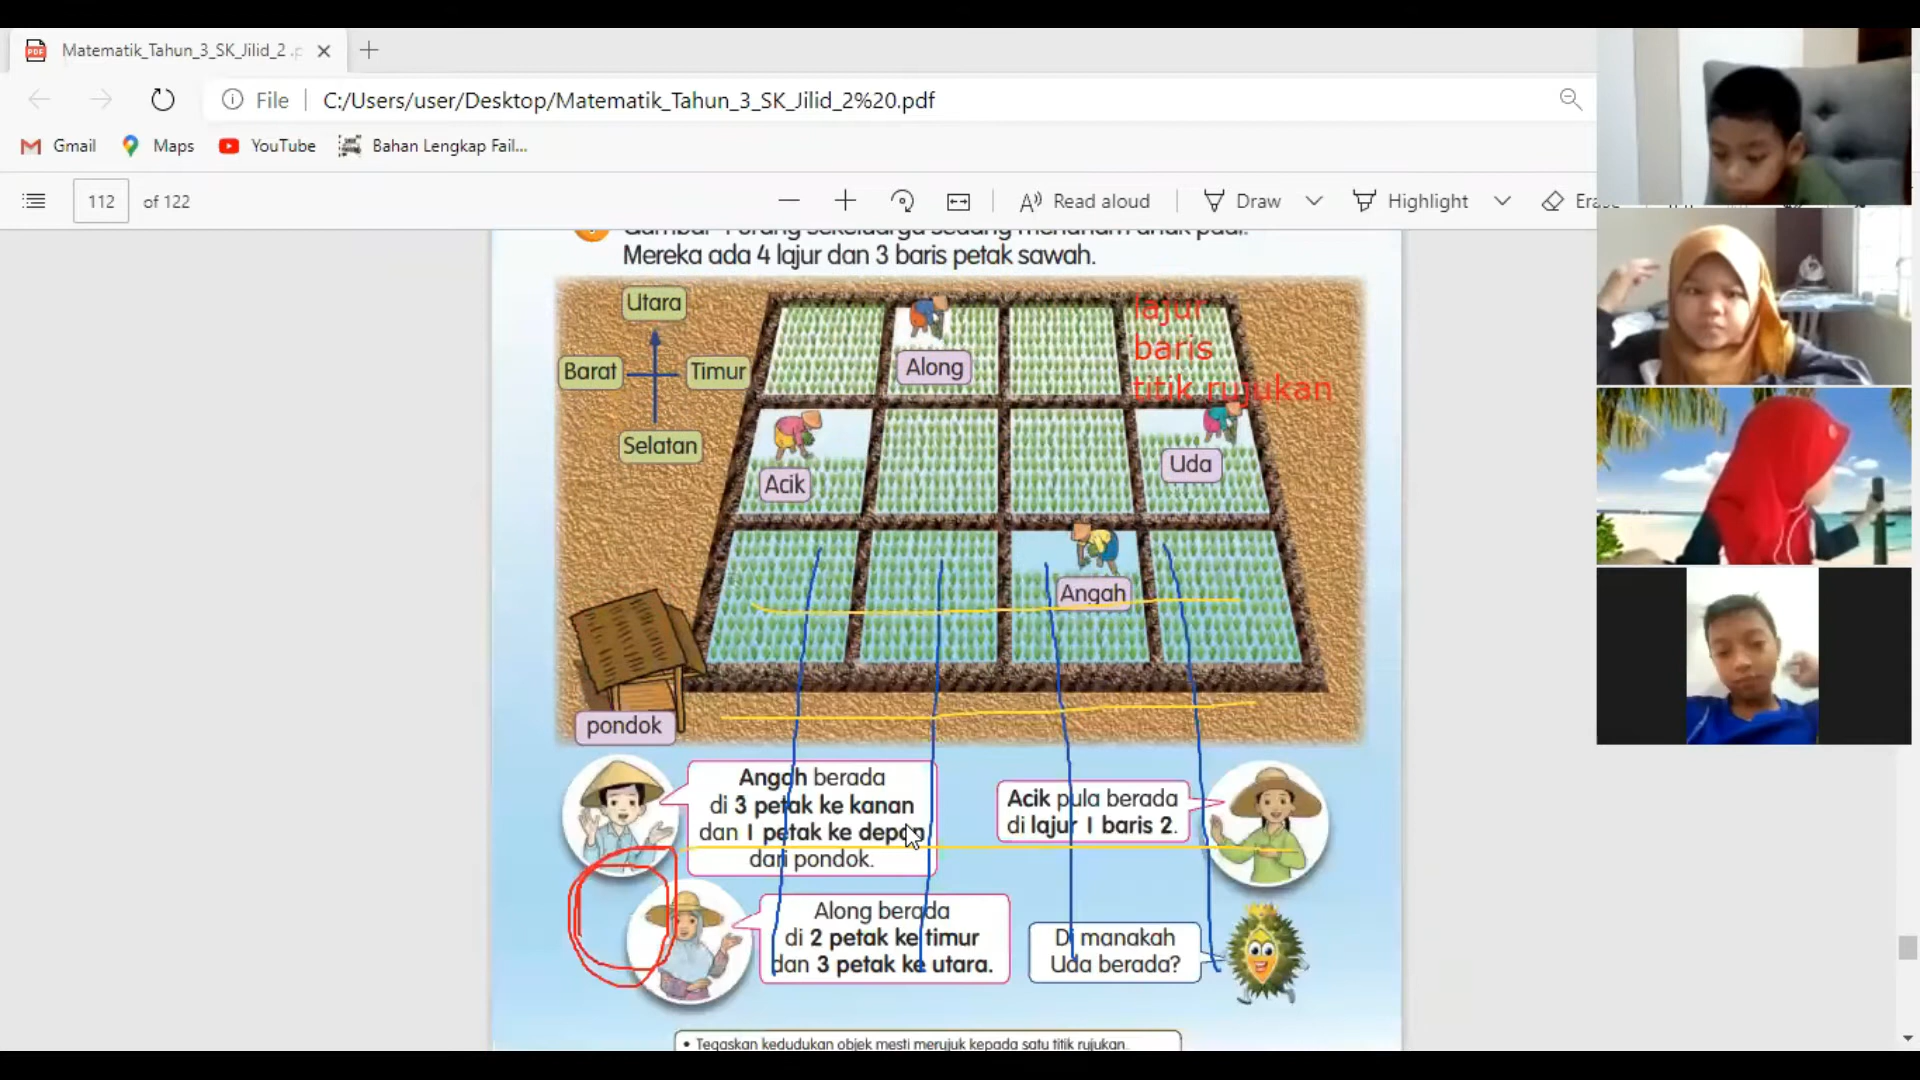 Matematik_Tahun_3_SK_Jilid_2 .p
File
C:/Users/user/Desktop/Matematik_Tahun_3_SK_Jilid_2%20.pdf
Gmail
Maps
YouTube
Bahan Lengkap Fail...
112 of 122
Read aloud
Draw
Highlight
Mereka ada 4 lajur dan 3 baris petak sawah.
Utara
Barat
Timur
Selatan
lajur
baris
titik rujukan
Along
Acik
Uda
Angah
pondok
Angah berada
di 3 petak ke kanan
dan 1 petak ke depan
dari pondok.
Acik pula berada
di lajur 1 baris 2.
Along berada
di 2 petak ke timur
dan 3 petak ke utara.
Di manakah
Uda berada?
• Tegaskan kedudukan objek mesti merujuk kepada satu titik rujukan.